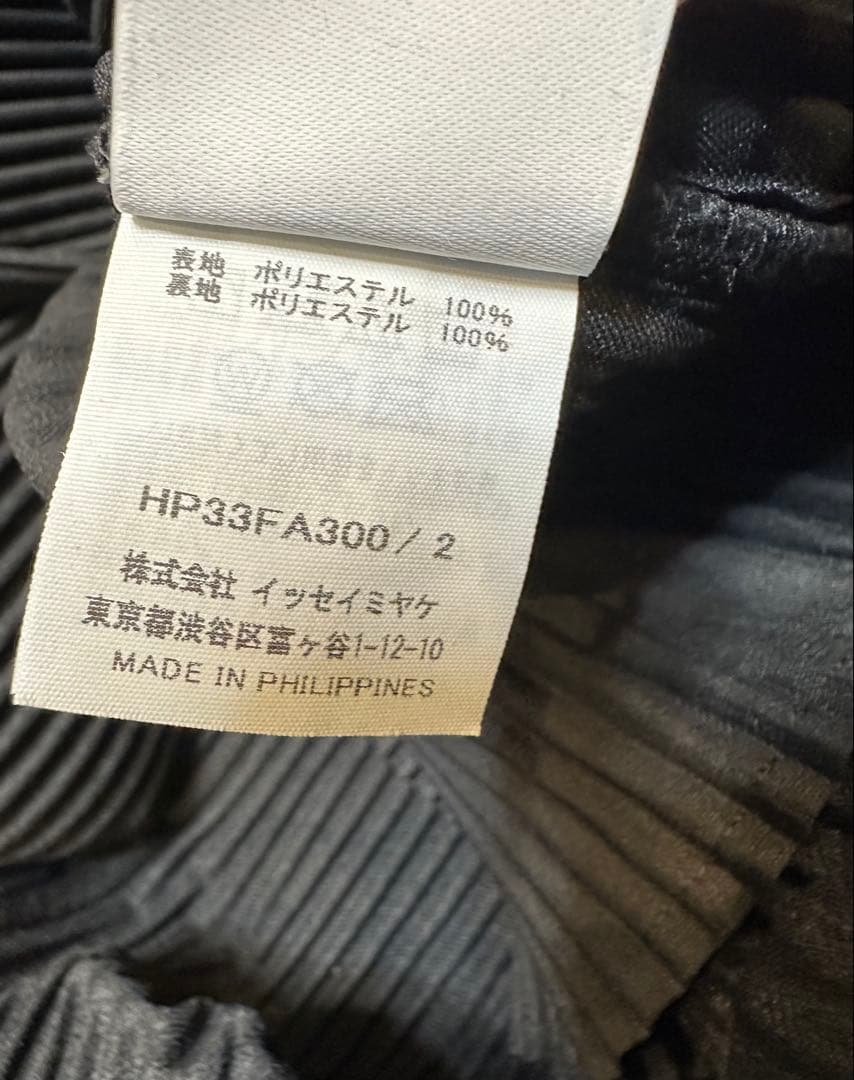 表地 ポリエステル 100%
裏地 ポリエステル 100%
HP33FA300 / 2
株式会社 イッセイミヤケ
東京都渋谷区富ヶ谷1-12-10
MADE IN PHILIPPINES